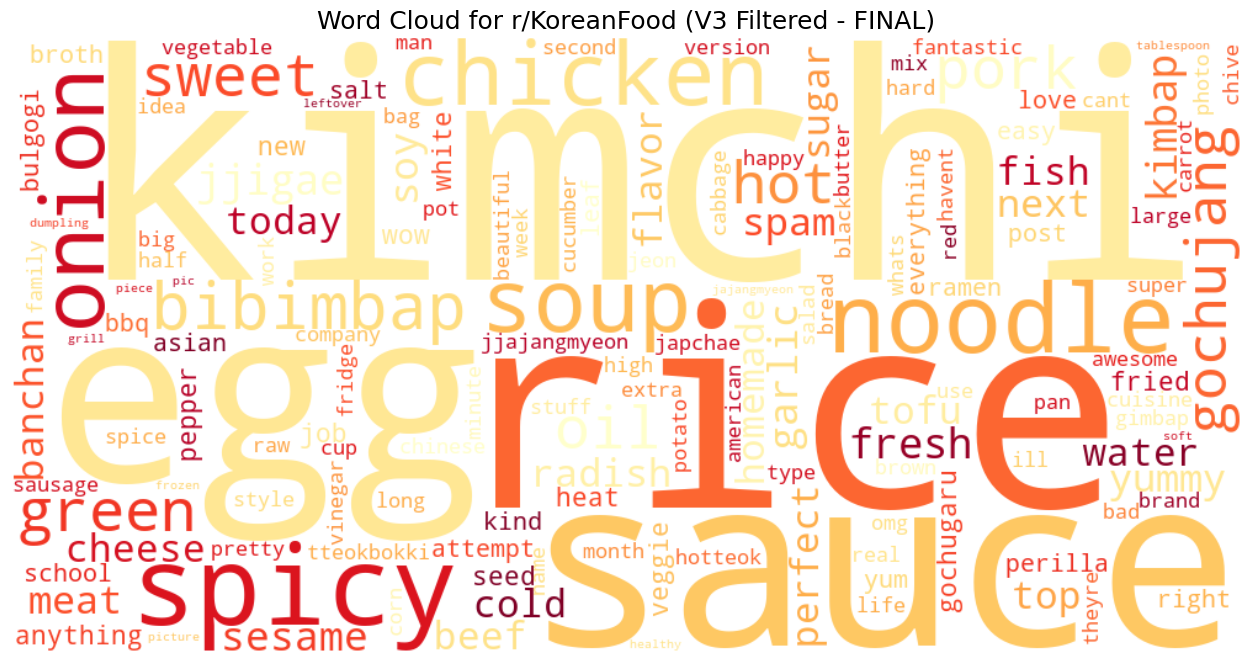 Word Cloud for r/KoreanFood (V3 Filtered - FINAL)
kimchi
rice
egg
sauce
spicy
onion
sweet
chicken
soup
noodle
bibimbap
gochujang
pork
hot
sugar
kimbap
fish
next
spam
flavor
soy
jjigae
today
broth
vegetable
man
second
version
fantastic
tablespoon
salt
leftover
idea
bag
mix
hard
love
cant
photo
chive
bulgogi
new
white
happy
butter
easy
carrot
pot
wow
beautiful
week
cucumber
leaf
cabbage
black
everything
red
havent
large
dumpling
big
half
work
family
jeon
whats
post
piece
pic
jajangmyeon
ramen
super
bbq
company
grill
asian
jjajangmyeon
japchae
homemade
garlic
salad
bread
awesome
banchan
pepper
fridge
high
extra
american
tofu
use
pan
fried
cuisine
gimbap
spice
raw
job
cup
chinese
minute
stuff
oil
potato
fresh
ill
soft
water
sausage
frozen
style
vinegar
long
radish
heat
type
brown
yummy
green
kind
perfect
omg
gochugaru
bad
brand
cheese
pretty
tteokbokki
attempt
month
hotteok
real
perilla
school
seed
name
veggie
yum
top
theyre
right
meat
cold
life
anything
picture
sesame
corn
beef
healthy